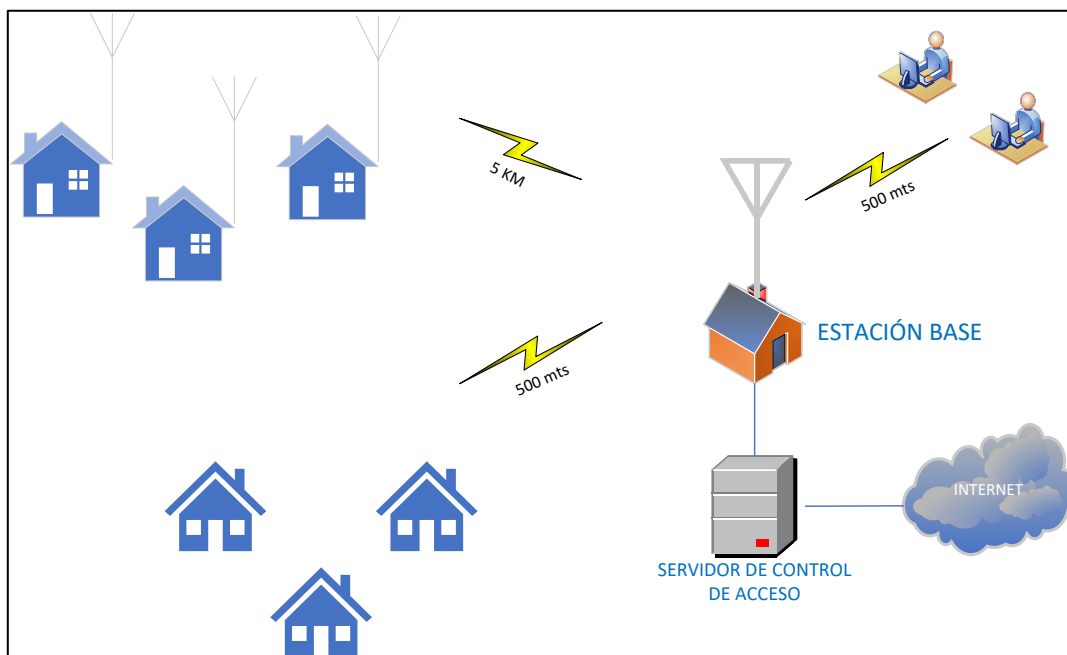 5 KM
500 mts
ESTACIÓN BASE
500 mts
INTERNET
SERVIDOR DE CONTROL
DE ACCESO